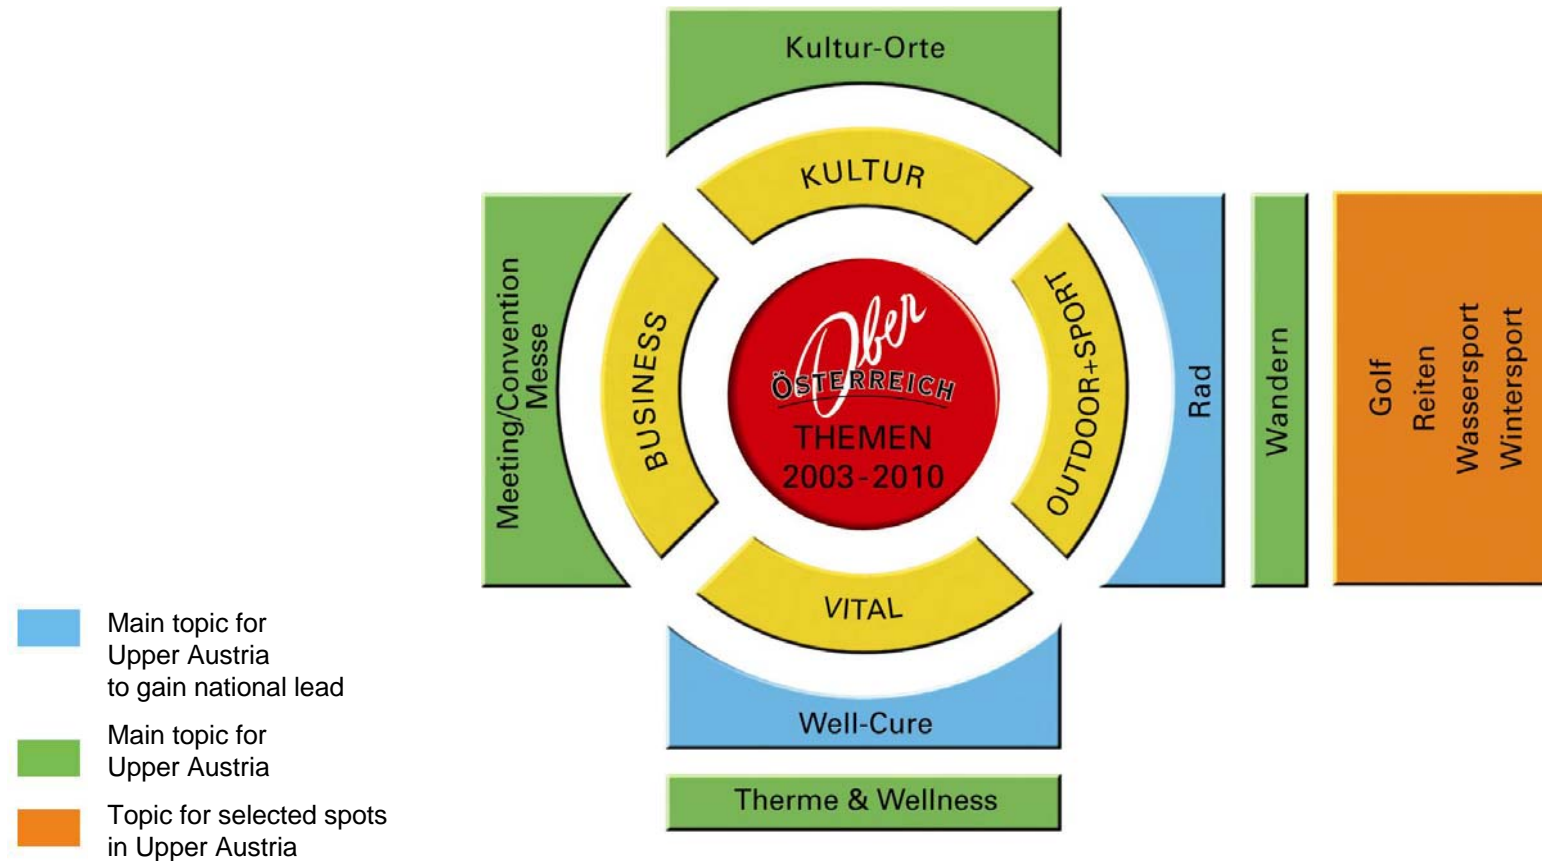 Kultur-Orte
KULTUR
Meeting/Convention
Messe
BUSINESS
Ober
ÖSTERREICH
THEMEN
2003-2010
OUTDOOR+SPORT
Rad
Wandern
Golf
Reiten
Wassersport
Wintersport
VITAL
Well-Cure
Therme & Wellness
Main topic for
Upper Austria
to gain national lead
Main topic for
Upper Austria
Topic for selected spots
in Upper Austria